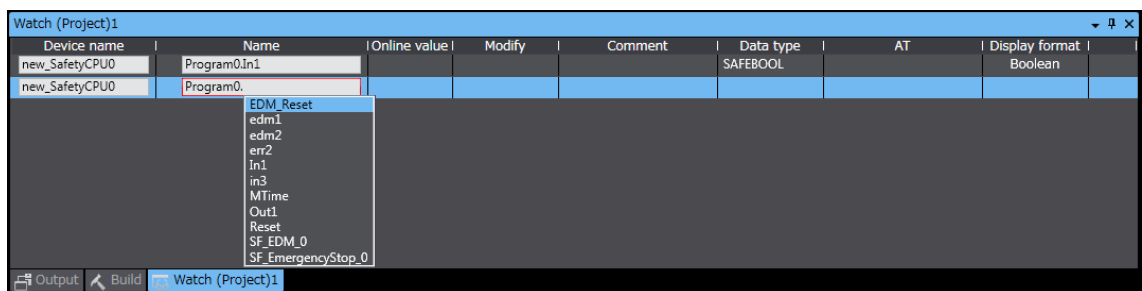 Watch (Project)1
Device name Name Online value Modify Comment Data type AT Display format
new_SafetyCPU0 Program0.In1 SAFEBOOL Boolean
new_SafetyCPU0 Program0.
EDM_Reset
edm1
edm2
err2
In1
in3
MTime
Out1
Reset
SF_EDM_0
SF_EmergencyStop_0
Output Build Watch (Project)1